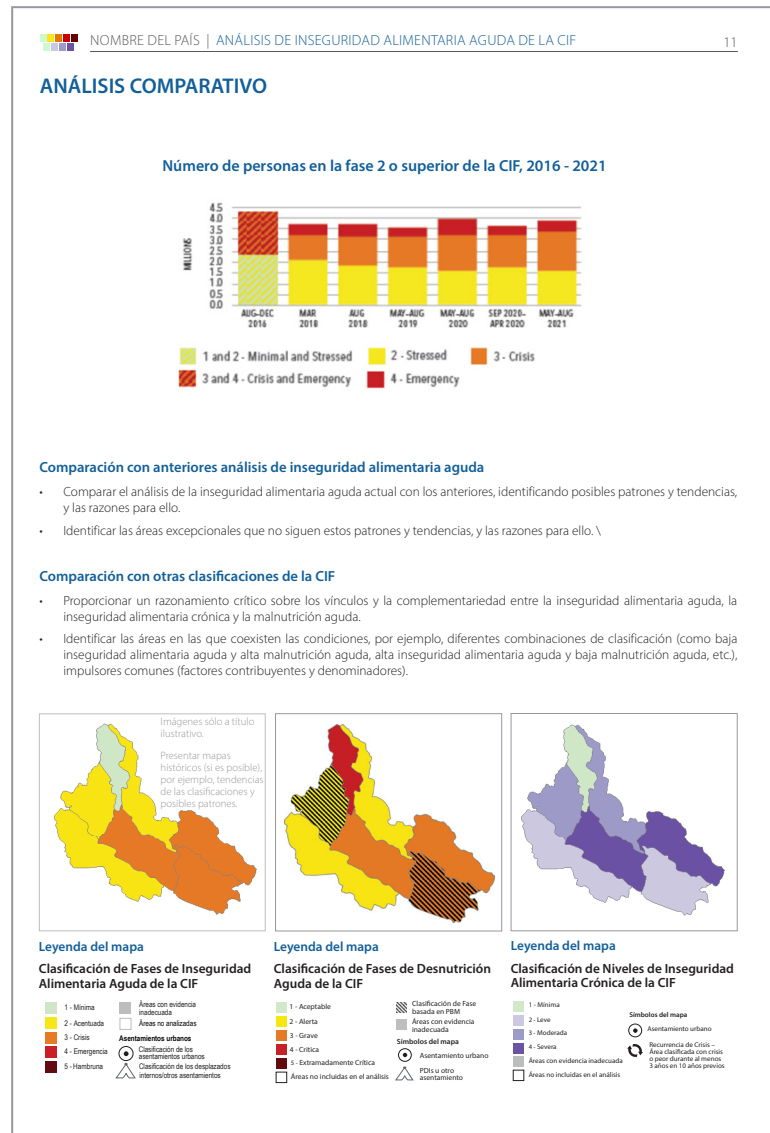 NOMBRE DEL PAÍS | ANÁLISIS DE INSEGURIDAD ALIMENTARIA AGUDA DE LA CIF 11
ANÁLISIS COMPARATIVO
Número de personas en la fase 2 o superior de la CIF, 2016 - 2021
MILLIONS
4.5
4.0
3.5
3.0
2.5
2.0
1.5
1.0
0.5
0.0
AUG-DEC 2016
MAR 2018
AUG 2018
MAY-AUG 2019
MAY-AUG 2020
SEP 2020-APR 2020
MAY-AUG 2021
1 and 2 - Minimal and Stressed
2 - Stressed
3 - Crisis
3 and 4 - Crisis and Emergency
4 - Emergency
Comparación con anteriores análisis de inseguridad alimentaria aguda
• Comparar el análisis de la inseguridad alimentaria aguda actual con los anteriores, identificando posibles patrones y tendencias,
y las razones para ello.
• Identificar las áreas excepcionales que no siguen estos patrones y tendencias, y las razones para ello. \
Comparación con otras clasificaciones de la CIF
• Proporcionar un razonamiento crítico sobre los vínculos y la complementariedad entre la inseguridad alimentaria aguda, la
inseguridad alimentaria crónica y la malnutrición aguda.
• Identificar las áreas en las que coexisten las condiciones, por ejemplo, diferentes combinaciones de clasificación (como baja
inseguridad alimentaria aguda y alta malnutrición aguda, alta inseguridad alimentaria aguda y baja malnutrición aguda, etc.),
impulsores comunes (factores contribuyentes y denominadores).
Imágenes sólo a título
ilustrativo.
Presentar mapas
históricos (si es posible),
por ejemplo, tendencias
de las clasificaciones y
posibles patrones.
Leyenda del mapa
Clasificación de Fases de Inseguridad
Alimentaria Aguda de la CIF
1 - Mínima
2 - Acentuada
3 - Crisis
4 - Emergencia
5 - Hambruna
Áreas con evidencia
inadecuada
Áreas no analizadas
Asentamientos urbanos
Clasificación de los
asentamientos urbanos
Clasificación de los desplazados
internos/otros asentamientos
Leyenda del mapa
Clasificación de Fases de Desnutrición
Aguda de la CIF
1 - Aceptable
2 - Alerta
3 - Grave
4 - Crítica
5 - Extramadamente Crítica
Áreas no incluidas en el análisis
Clasificación de Fase
basada en PBM
Áreas con evidencia
inadecuada
Símbolos del mapa
Asentamiento urbano
PDIs u otro
asentamiento
Leyenda del mapa
Clasificación de Niveles de Inseguridad
Alimentaria Crónica de la CIF
1 - Mínima
2 - Leve
3 - Moderada
4 - Severa
Áreas con evidencia inadecuada
Áreas no incluidas en el análisis
Símbolos del mapa
Asentamiento urbano
Recurrencia de Crisis –
Área clasificada con crisis
o peor durante al menos
3 años en 10 años previos